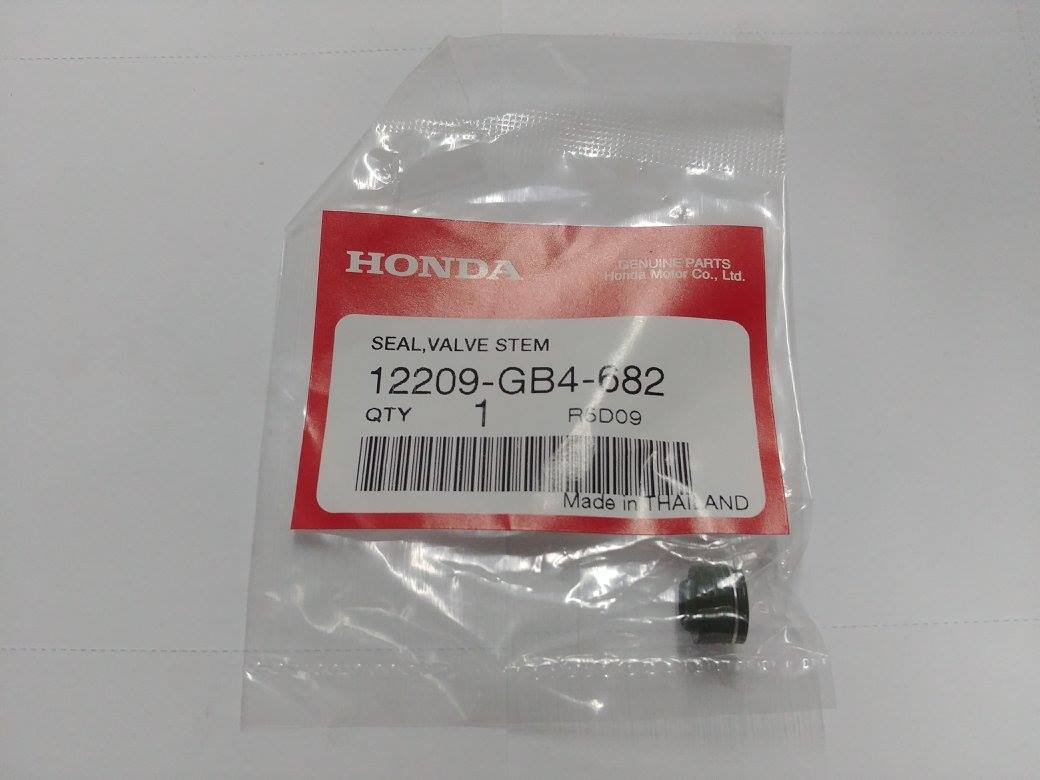 HONDA
GENUINE PARTS
Honda Motor Co., Ltd.
SEAL,VALVE STEM
12209-GB4-682
QTY 1 R5D09
Made in THAILAND